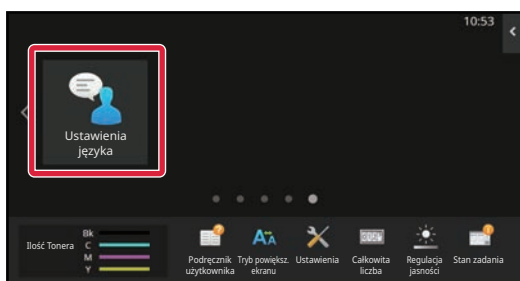 10:53
Ustawienia
języka
Ilość Tonera
Bk
C
M
Y
Podręcznik
użytkownika
Tryb powiększ.
ekranu
Ustawienia
Całkowita
liczba
Regulacja
jasności
Stan zadania